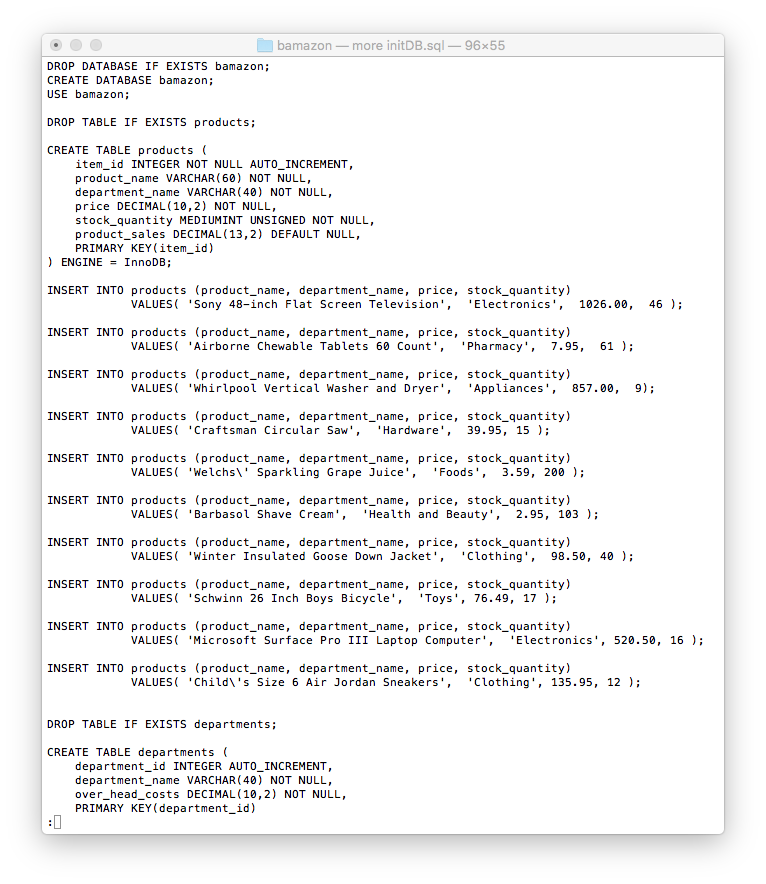 bamazon — more initDB.sql — 96×55
DROP DATABASE IF EXISTS bamazon;
CREATE DATABASE bamazon;
USE bamazon;

DROP TABLE IF EXISTS products;

CREATE TABLE products (
    item_id INTEGER NOT NULL AUTO_INCREMENT,
    product_name VARCHAR(60) NOT NULL,
    department_name VARCHAR(40) NOT NULL,
    price DECIMAL(10,2) NOT NULL,
    stock_quantity MEDIUMINT UNSIGNED NOT NULL,
    product_sales DECIMAL(13,2) DEFAULT NULL,
    PRIMARY KEY(item_id)
) ENGINE = InnoDB;

INSERT INTO products (product_name, department_name, price, stock_quantity)
            VALUES( 'Sony 48-inch Flat Screen Television',  'Electronics',  1026.00,  46 );

INSERT INTO products (product_name, department_name, price, stock_quantity)
            VALUES( 'Airborne Chewable Tablets 60 Count',  'Pharmacy',  7.95,  61 );

INSERT INTO products (product_name, department_name, price, stock_quantity)
            VALUES( 'Whirlpool Vertical Washer and Dryer',  'Appliances',  857.00,  9);

INSERT INTO products (product_name, department_name, price, stock_quantity)
            VALUES( 'Craftsman Circular Saw',  'Hardware',  39.95, 15 );

INSERT INTO products (product_name, department_name, price, stock_quantity)
            VALUES( 'Welchs\' Sparkling Grape Juice',  'Foods',  3.59, 200 );

INSERT INTO products (product_name, department_name, price, stock_quantity)
            VALUES( 'Barbasol Shave Cream',  'Health and Beauty',  2.95, 103 );

INSERT INTO products (product_name, department_name, price, stock_quantity)
            VALUES( 'Winter Insulated Goose Down Jacket',  'Clothing',  98.50, 40 );

INSERT INTO products (product_name, department_name, price, stock_quantity)
            VALUES( 'Schwinn 26 Inch Boys Bicycle',  'Toys', 76.49, 17 );

INSERT INTO products (product_name, department_name, price, stock_quantity)
            VALUES( 'Microsoft Surface Pro III Laptop Computer',  'Electronics', 520.50, 16 );

INSERT INTO products (product_name, department_name, price, stock_quantity)
            VALUES( 'Child\'s Size 6 Air Jordan Sneakers',  'Clothing', 135.95, 12 );


DROP TABLE IF EXISTS departments;

CREATE TABLE departments (
    department_id INTEGER AUTO_INCREMENT,
    department_name VARCHAR(40) NOT NULL,
    over_head_costs DECIMAL(10,2) NOT NULL,
    PRIMARY KEY(department_id)
: